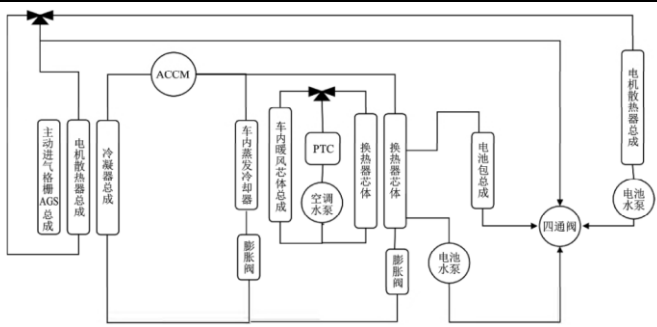 ACCM
主动进气格栅AGS总成
电机散热器总成
冷凝器总成
车内蒸发冷却器
膨胀阀
车内暖风芯体总成
PTC
空调
水泵
换热器芯体
换热器芯体
膨胀阀
电池包总成
电池
水泵
四通阀
电机散热器总成
电池
水泵